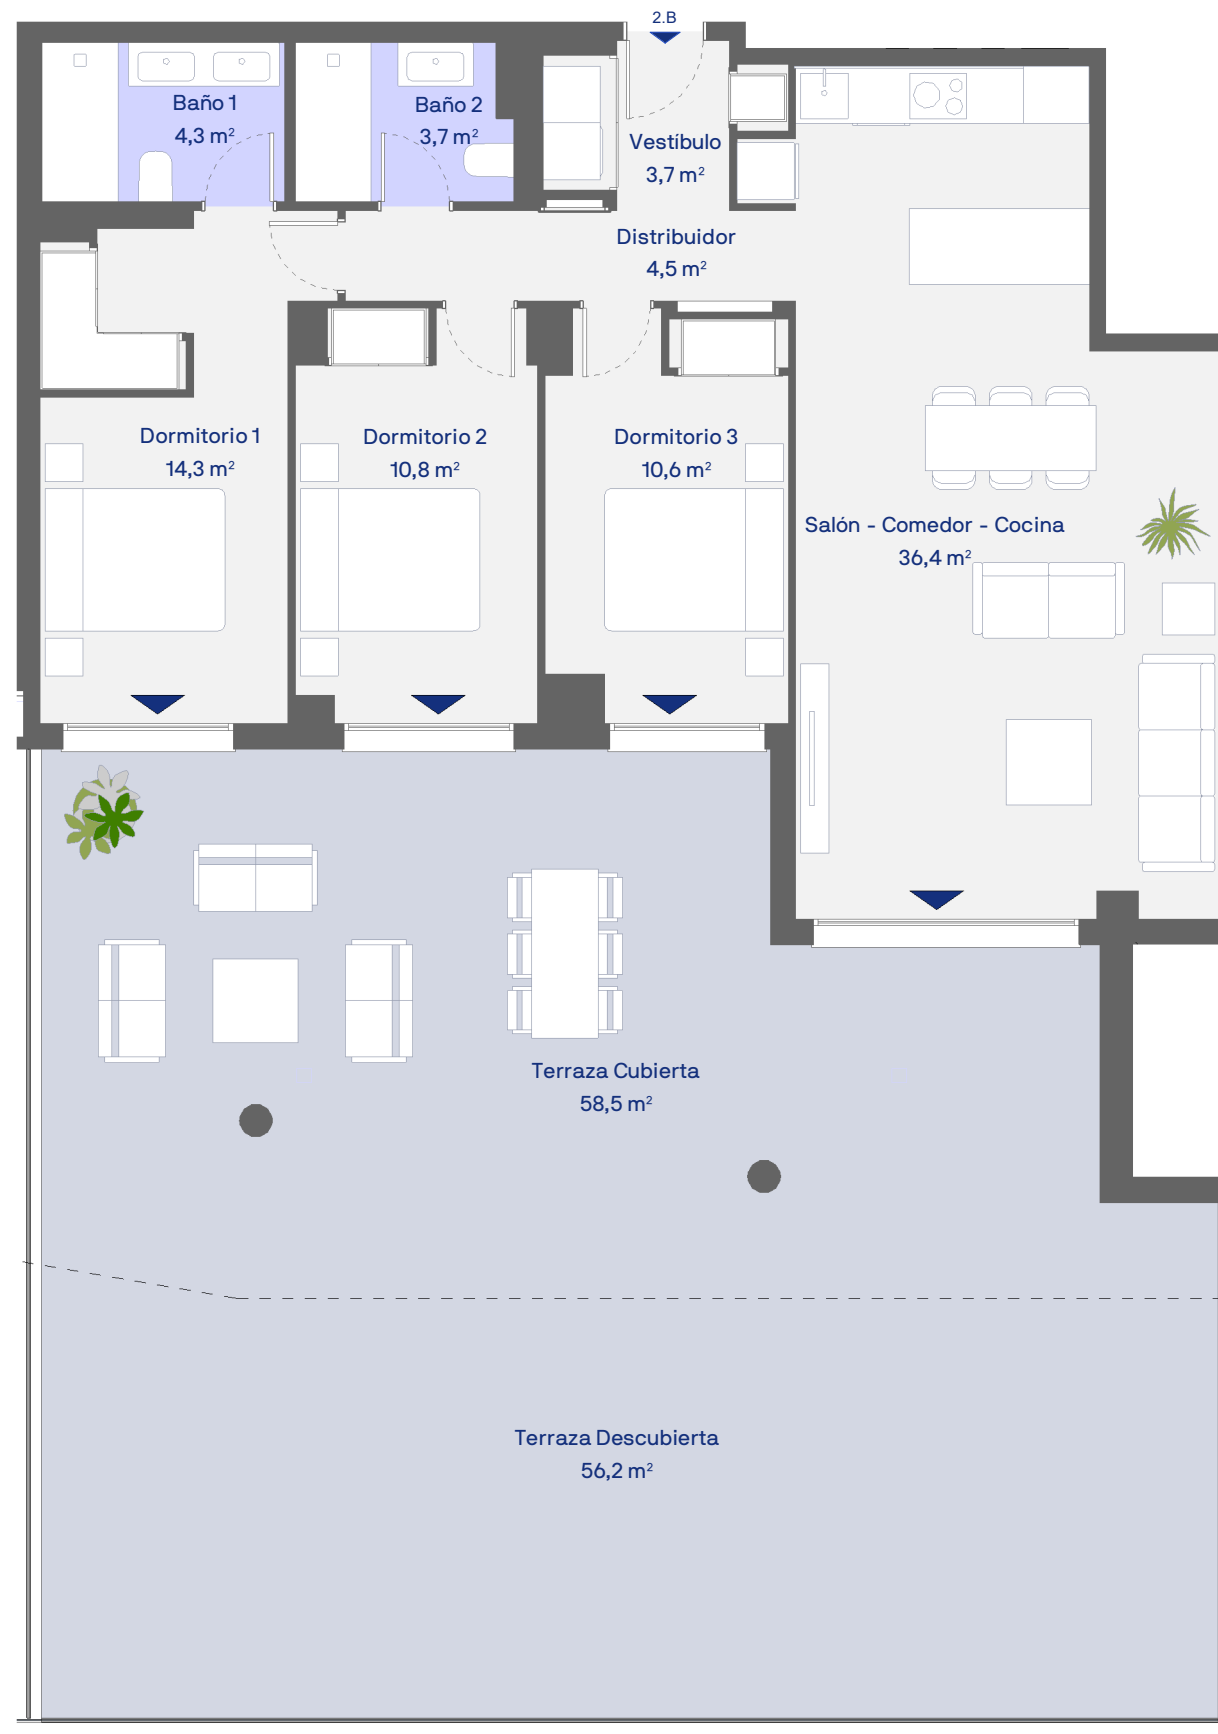 2.B
Baño 1
4,3 m²
Baño 2
3,7 m²
Vestíbulo
3,7 m²
Distribuidor
4,5 m²
Dormitorio 1
14,3 m²
Dormitorio 2
10,8 m²
Dormitorio 3
10,6 m²
Salón - Comedor - Cocina
36,4 m²
Terraza Cubierta
58,5 m²
Terraza Descubierta
56,2 m²